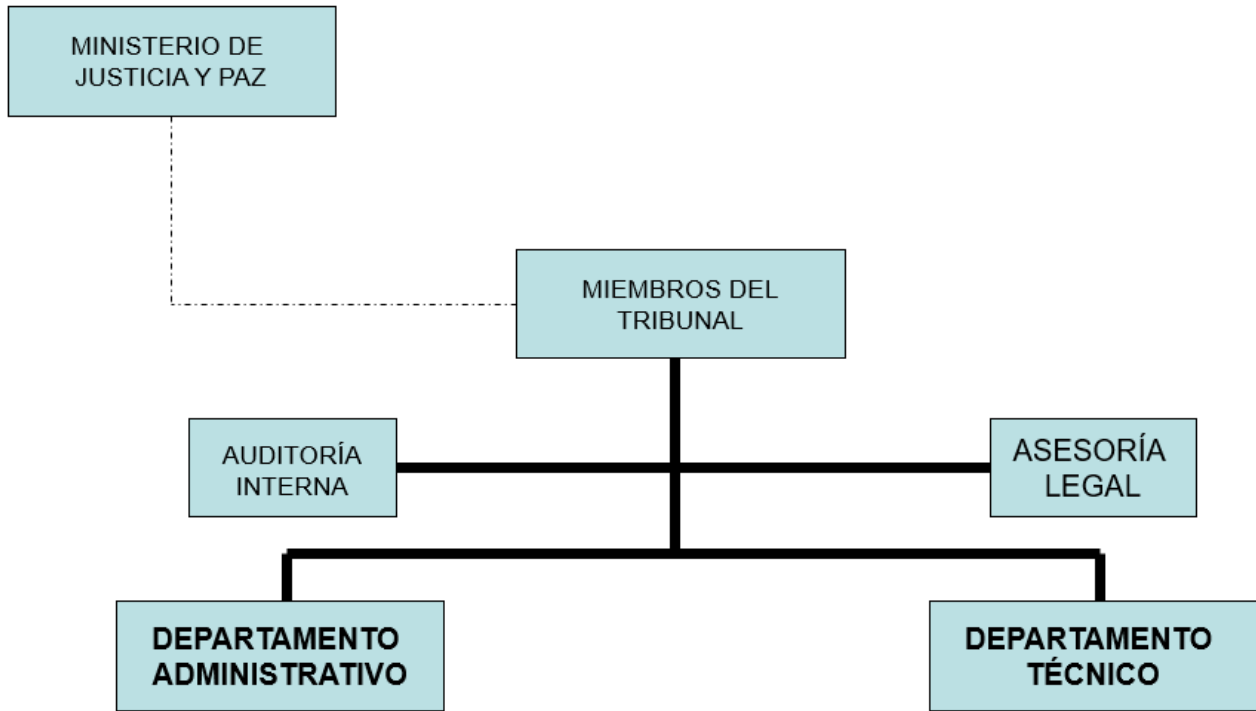 MINISTERIO DE
JUSTICIA Y PAZ
MIEMBROS DEL
TRIBUNAL
AUDITORÍA
INTERNA
ASESORÍA
LEGAL
DEPARTAMENTO
ADMINISTRATIVO
DEPARTAMENTO
TÉCNICO